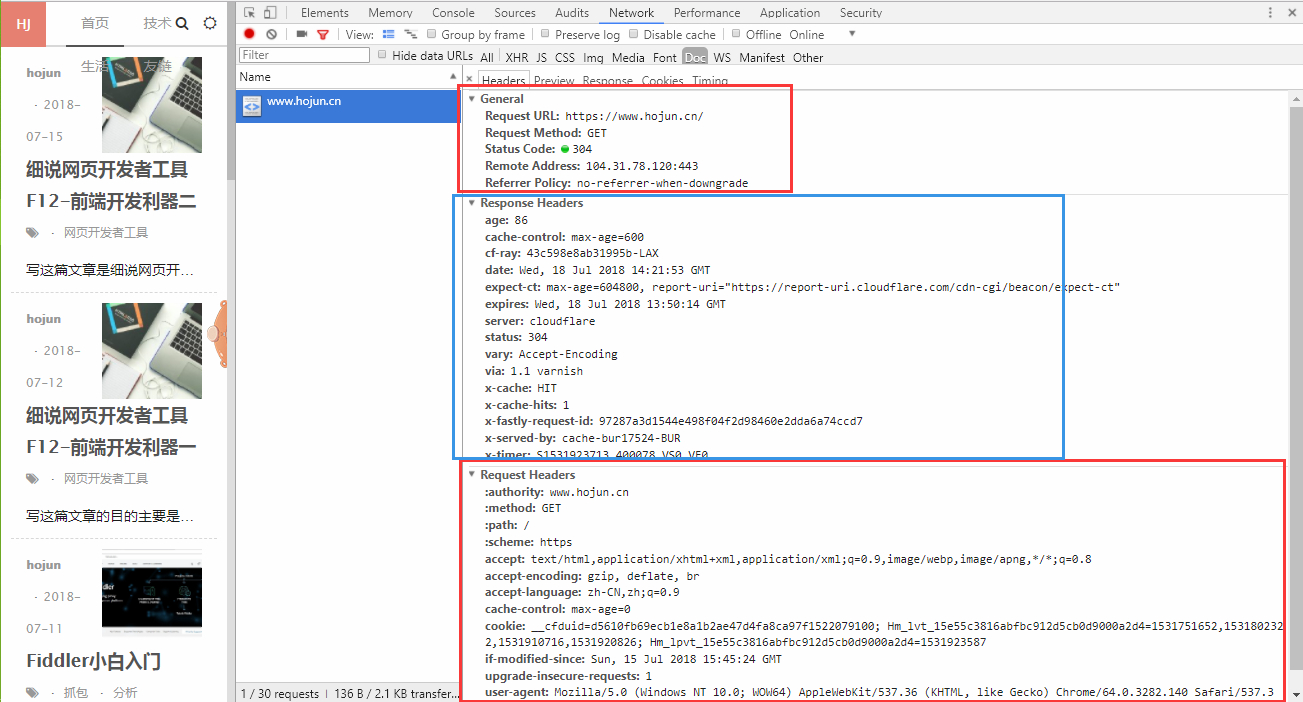 HJ
首页
技术
生活
友链
hojun
· 2018-
07-15
细说网页开发者工具
F12-前端开发利器二
· 网页开发者工具
写这篇文章是细说网页开…
hojun
· 2018-
07-12
细说网页开发者工具
F12-前端开发利器一
· 网页开发者工具
写这篇文章的目的主要是…
hojun
· 2018-
07-11
Fiddler小白入门
· 抓包 · 分析
Elements Memory Console Sources Audits Network Performance Application Security
View: Group by frame Preserve log Disable cache Offline Online
Filter Hide data URLs All XHR JS CSS Img Media Font Doc WS Manifest Other
Name
www.hojun.cn
1 / 30 requests | 136 B / 2.1 KB transfer...
Headers Preview Response Cookies Timing
General
Request URL: https://www.hojun.cn/
Request Method: GET
Status Code: 304
Remote Address: 104.31.78.120:443
Referrer Policy: no-referrer-when-downgrade
Response Headers
age: 86
cache-control: max-age=600
cf-ray: 43c598e8ab31995b-LAX
date: Wed, 18 Jul 2018 14:21:53 GMT
expect-ct: max-age=604800, report-uri="https://report-uri.cloudflare.com/cdn-cgi/beacon/expect-ct"
expires: Wed, 18 Jul 2018 13:50:14 GMT
server: cloudflare
status: 304
vary: Accept-Encoding
via: 1.1 varnish
x-cache: HIT
x-cache-hits: 1
x-fastly-request-id: 97287a3d1544e498f04f2d98460e2dda6a74ccd7
x-served-by: cache-bur17524-BUR
x-timer: S1531923713.400078,VS0,VE0
Request Headers
:authority: www.hojun.cn
:method: GET
:path: /
:scheme: https
accept: text/html,application/xhtml+xml,application/xml;q=0.9,image/webp,image/apng,*/*;q=0.8
accept-encoding: gzip, deflate, br
accept-language: zh-CN,zh;q=0.9
cache-control: max-age=0
cookie: __cfduid=d5610fb69ecb1e8a1b2ae47d4fa8ca97f1522079100; Hm_lvt_15e55c3816abfbc912d5cb0d9000a2d4=1531751652,153180232
2,1531910716,1531920826; Hm_lpvt_15e55c3816abfbc912d5cb0d9000a2d4=1531923587
if-modified-since: Sun, 15 Jul 2018 15:45:24 GMT
upgrade-insecure-requests: 1
user-agent: Mozilla/5.0 (Windows NT 10.0; WOW64) AppleWebKit/537.36 (KHTML, like Gecko) Chrome/64.0.3282.140 Safari/537.3